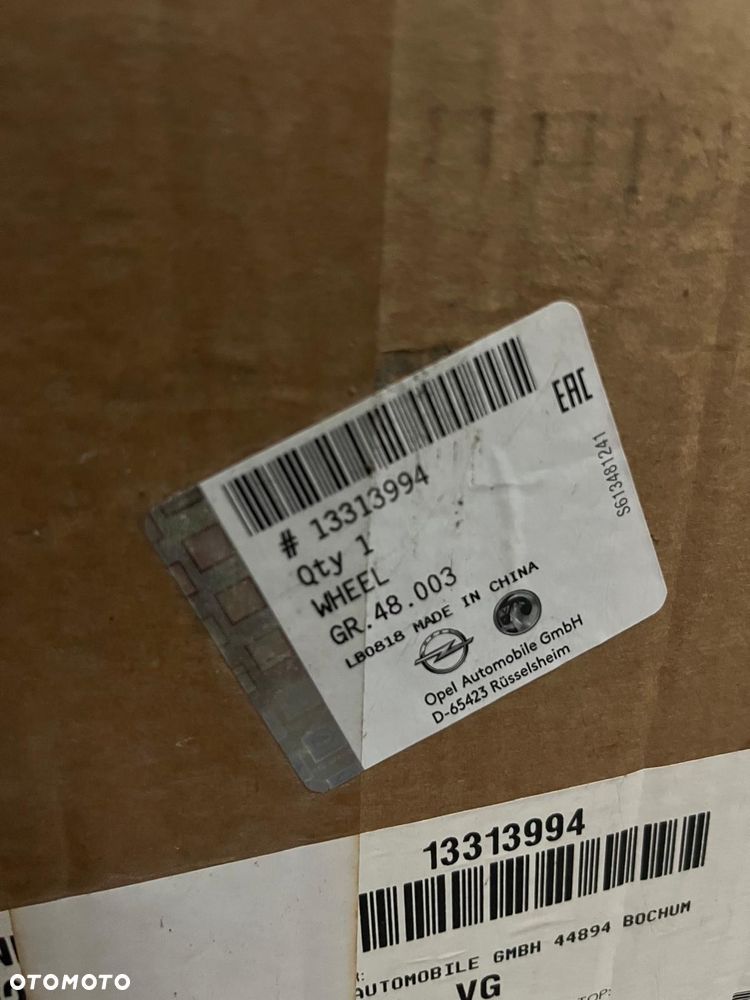 EAC
S613481241
# 13313994
Qty 1
WHEEL
GR.48.003
LB0818 MADE IN CHINA
Opel Automobile GmbH
D-65423 Rüsselsheim
13313994
AUTOMOBILE GMBH 44894 BOCHUM
VG
TOP:
OTOMOTO